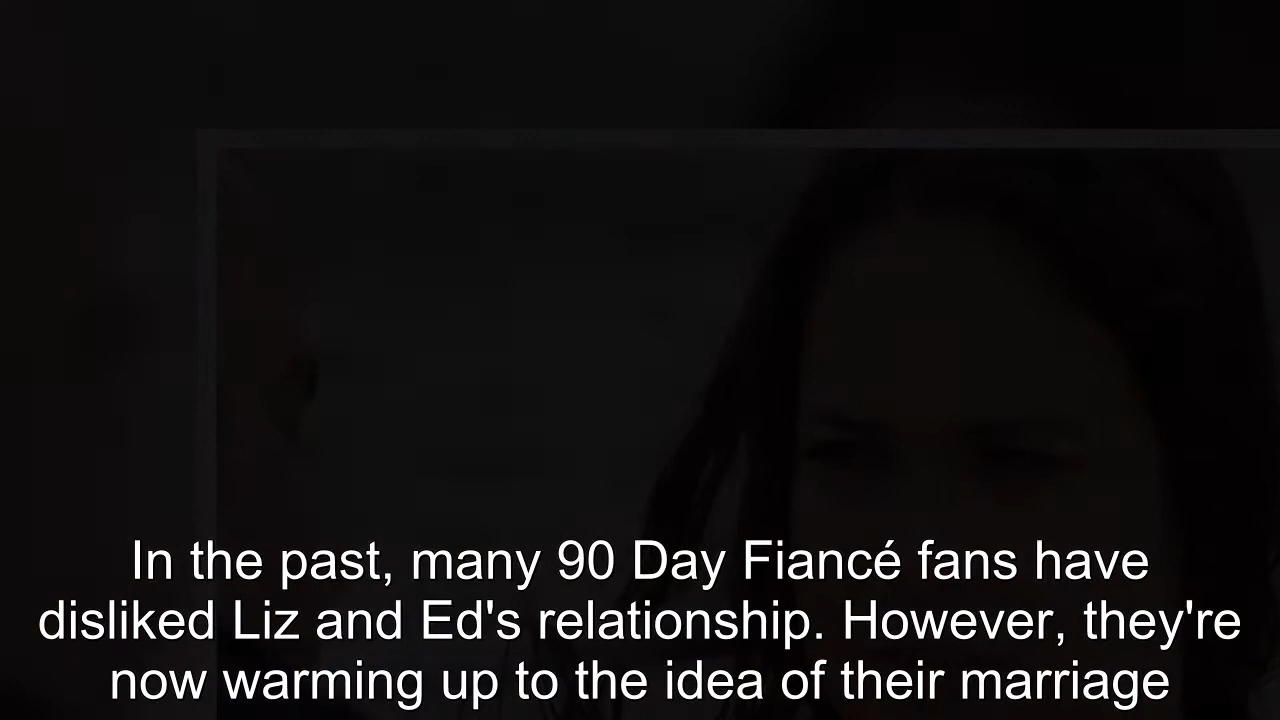 In the past, many 90 Day Fiancé fans have
disliked Liz and Ed's relationship. However, they're
now warming up to the idea of their marriage